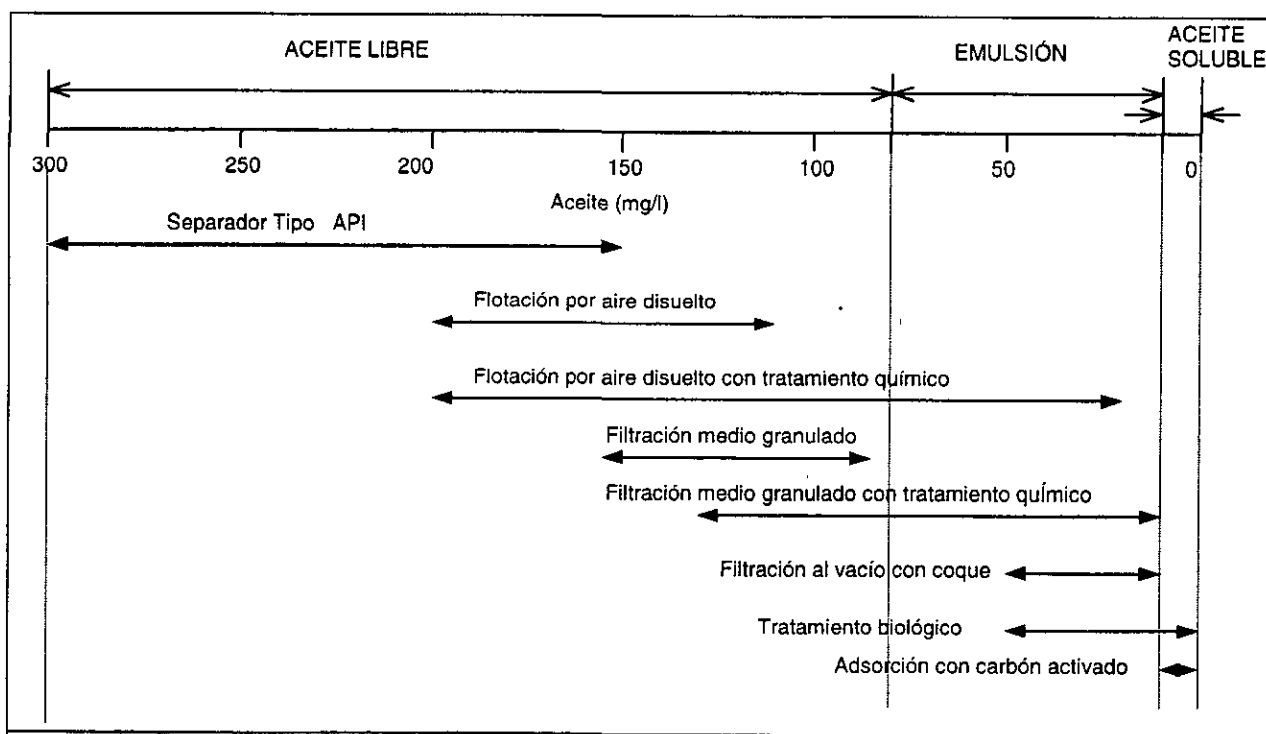 ACEITE LIBRE
EMULSIÓN
ACEITE
SOLUBLE
300 250 200 150 100 50 0
Aceite (mg/l)
Separador Tipo API
Flotación por aire disuelto
Flotación por aire disuelto con tratamiento químico
Filtración medio granulado
Filtración medio granulado con tratamiento químico
Filtración al vacío con coque
Tratamiento biológico
Adsorción con carbón activado